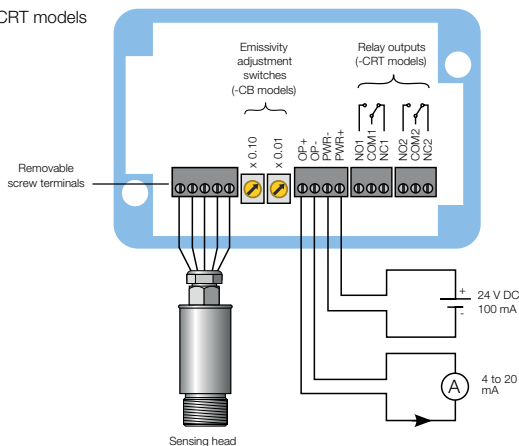 CRT models
Emissivity
adjustment
switches
(-CB models)
Relay outputs
(-CRT models)
x 0.10
x 0.01
OP+
OP-
PWR-
PWR+
NO1
COM1
NC1
NO2
COM2
NC2
Removable
screw terminals
+
-
24 V DC
100 mA
A
4 to 20
mA
Sensing head